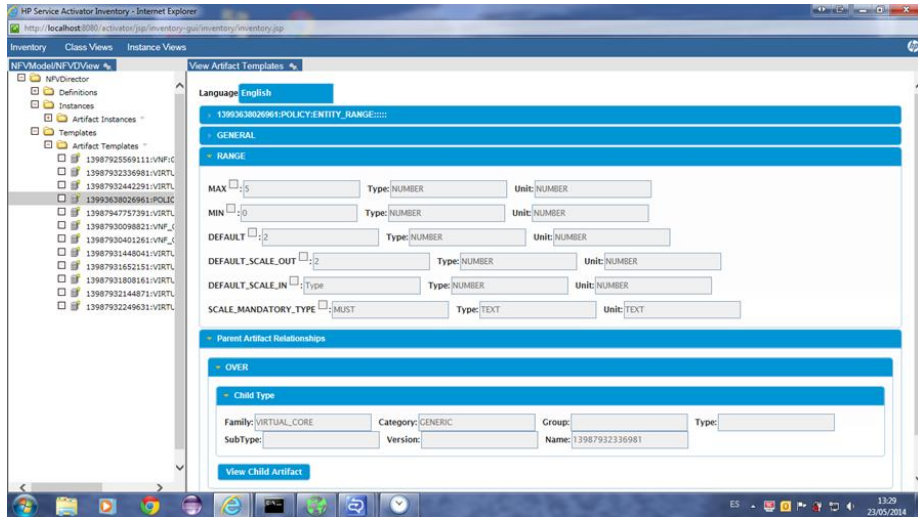 HP Service Activator Inventory - Internet Explorer
http://localhost:8080/activator/jsp/inventory-gui/inventory/inventory.jsp
Inventory Class Views Instance Views
NFVModel/NFVDView
View Artifact Templates
NFVDirector
Definitions
Instances
Artifact Instances
Templates
Artifact Templates
13987925569111:VNF:G
13987932336981:VIRTU
13987932442291:VIRTU
13993638026961:POLIC
13987947757391:VIRTU
13987930098821:VNF_C
13987930401261:VNF_C
13987931448041:VIRTU
13987931652151:VIRTU
13987931808161:VIRTU
13987932144871:VIRTU
13987932249631:VIRTU
Language English
13993638026961:POLICY:ENTITY_RANGE:::::
GENERAL
RANGE
MAX :5 Type: NUMBER Unit: NUMBER
MIN :0 Type: NUMBER Unit: NUMBER
DEFAULT :2 Type: NUMBER Unit: NUMBER
DEFAULT_SCALE_OUT :2 Type: NUMBER Unit: NUMBER
DEFAULT_SCALE_IN :Type Type: NUMBER Unit: NUMBER
SCALE_MANDATORY_TYPE :MUST Type: TEXT Unit: TEXT
Parent Artifact Relationships
OVER
Child Type
Family: VIRTUAL_CORE Category: GENERIC Group: Type:
SubType: Version: Name: 13987932336981
View Child Artifact
ES
13:29
23/05/2014